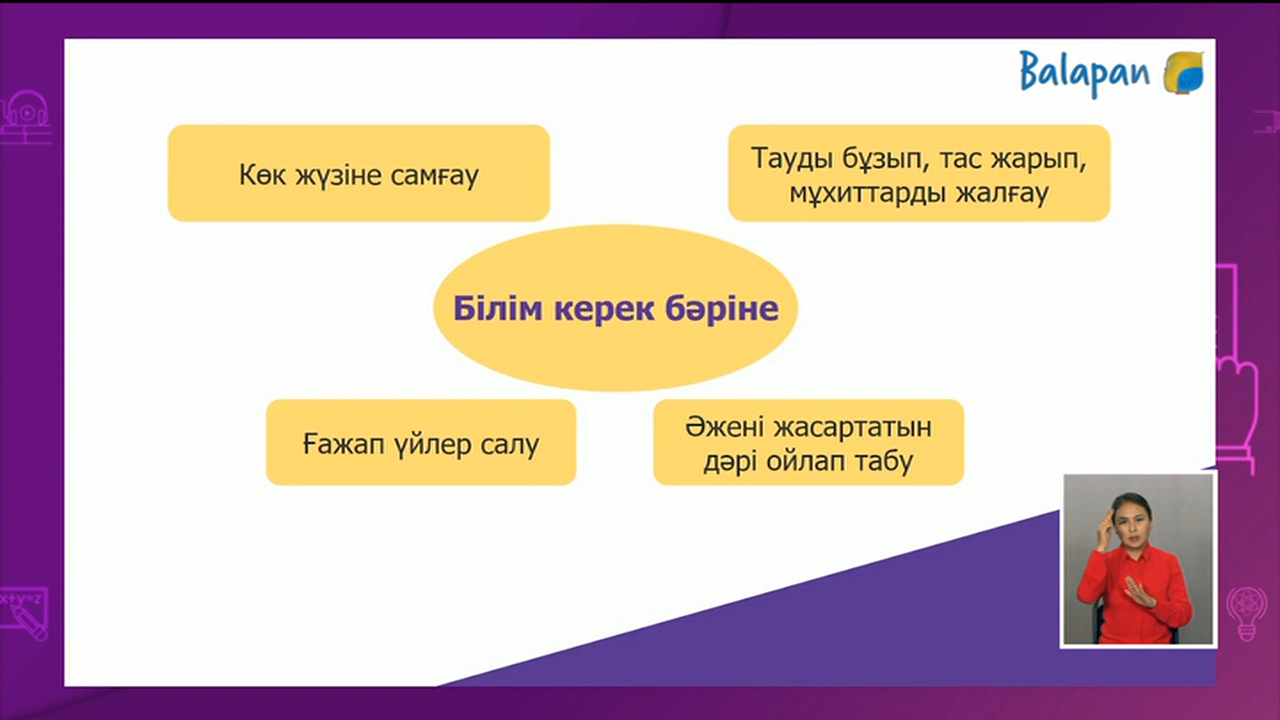 Balapan
Көк жүзіне самғау
Тауды бұзып, тас жарып,
мұхиттарды жалғау
Білім керек бәріне
Ғажап үйлер салу
Әжені жасартатын
дәрі ойлап табу
x+y=z